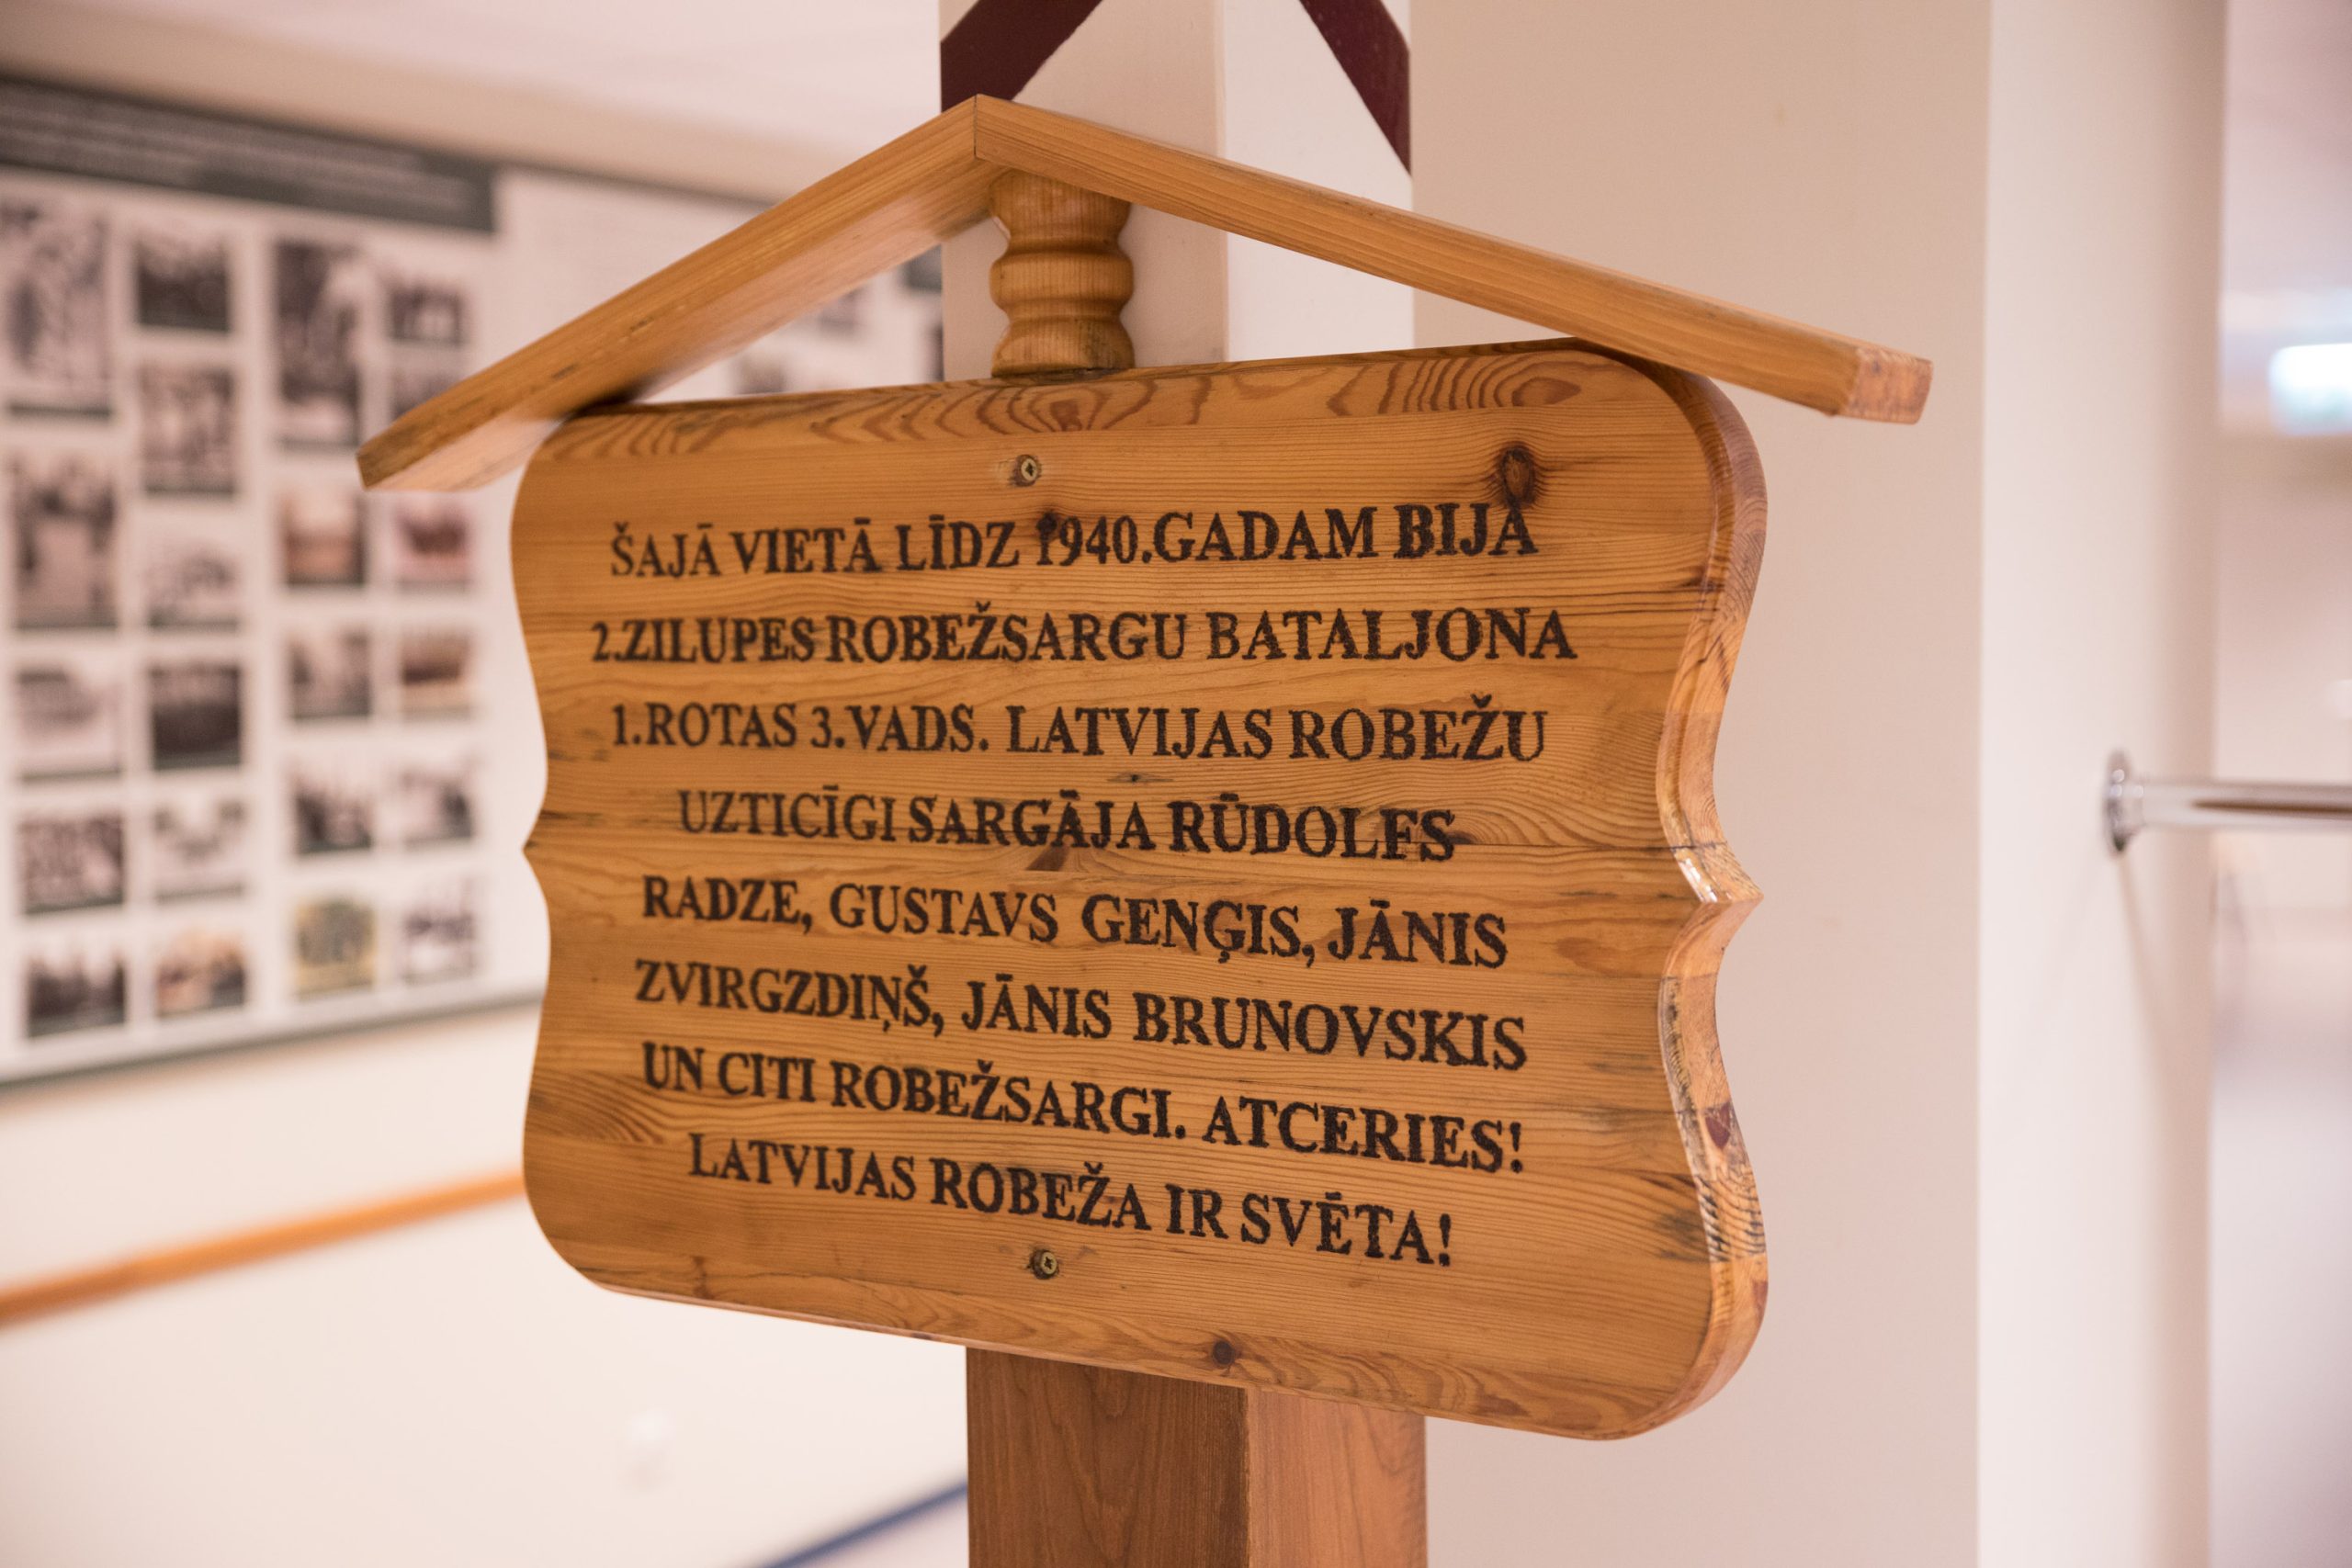 ŠAJĀ VIETĀ LĪDZ 1940.GADAM BIJA
2.ZILUPES ROBEŽSARGU BATALJONA
1.ROTAS 3.VADS. LATVIJAS ROBEŽU
UZTICĪGI SARGĀJA RŪDOLFS
RADZE, GUSTAVS GEŅĢIS, JĀNIS
ZVIRGZDIŅŠ, JĀNIS BRUNOVSKIS
UN CITI ROBEŽSARGI. ATCERIES!
LATVIJAS ROBEŽA IR SVĒTA!